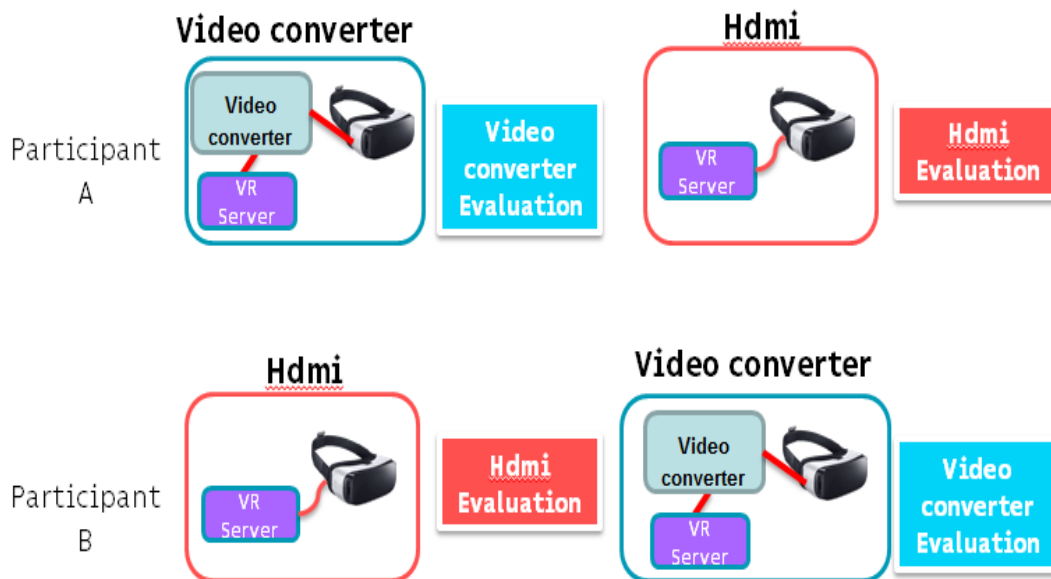 Video converter
Hdmi
Participant
A
Video
converter
VR
Server
Video
converter
Evaluation
VR
Server
Hdmi
Evaluation
Hdmi
Video converter
Participant
B
VR
Server
Hdmi
Evaluation
Video
converter
VR
Server
Video
converter
Evaluation